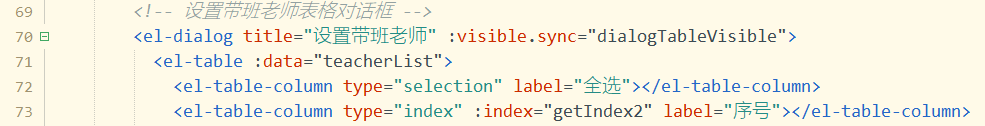 69 <!-- 设置带班老师表格对话框 -->
70 <el-dialog title="设置带班老师" :visible.sync="dialogTableVisible">
71 <el-table :data="teacherList">
72 <el-table-column type="selection" label="全选"></el-table-column>
73 <el-table-column type="index" :index="getIndex2" label="序号"></el-table-column>